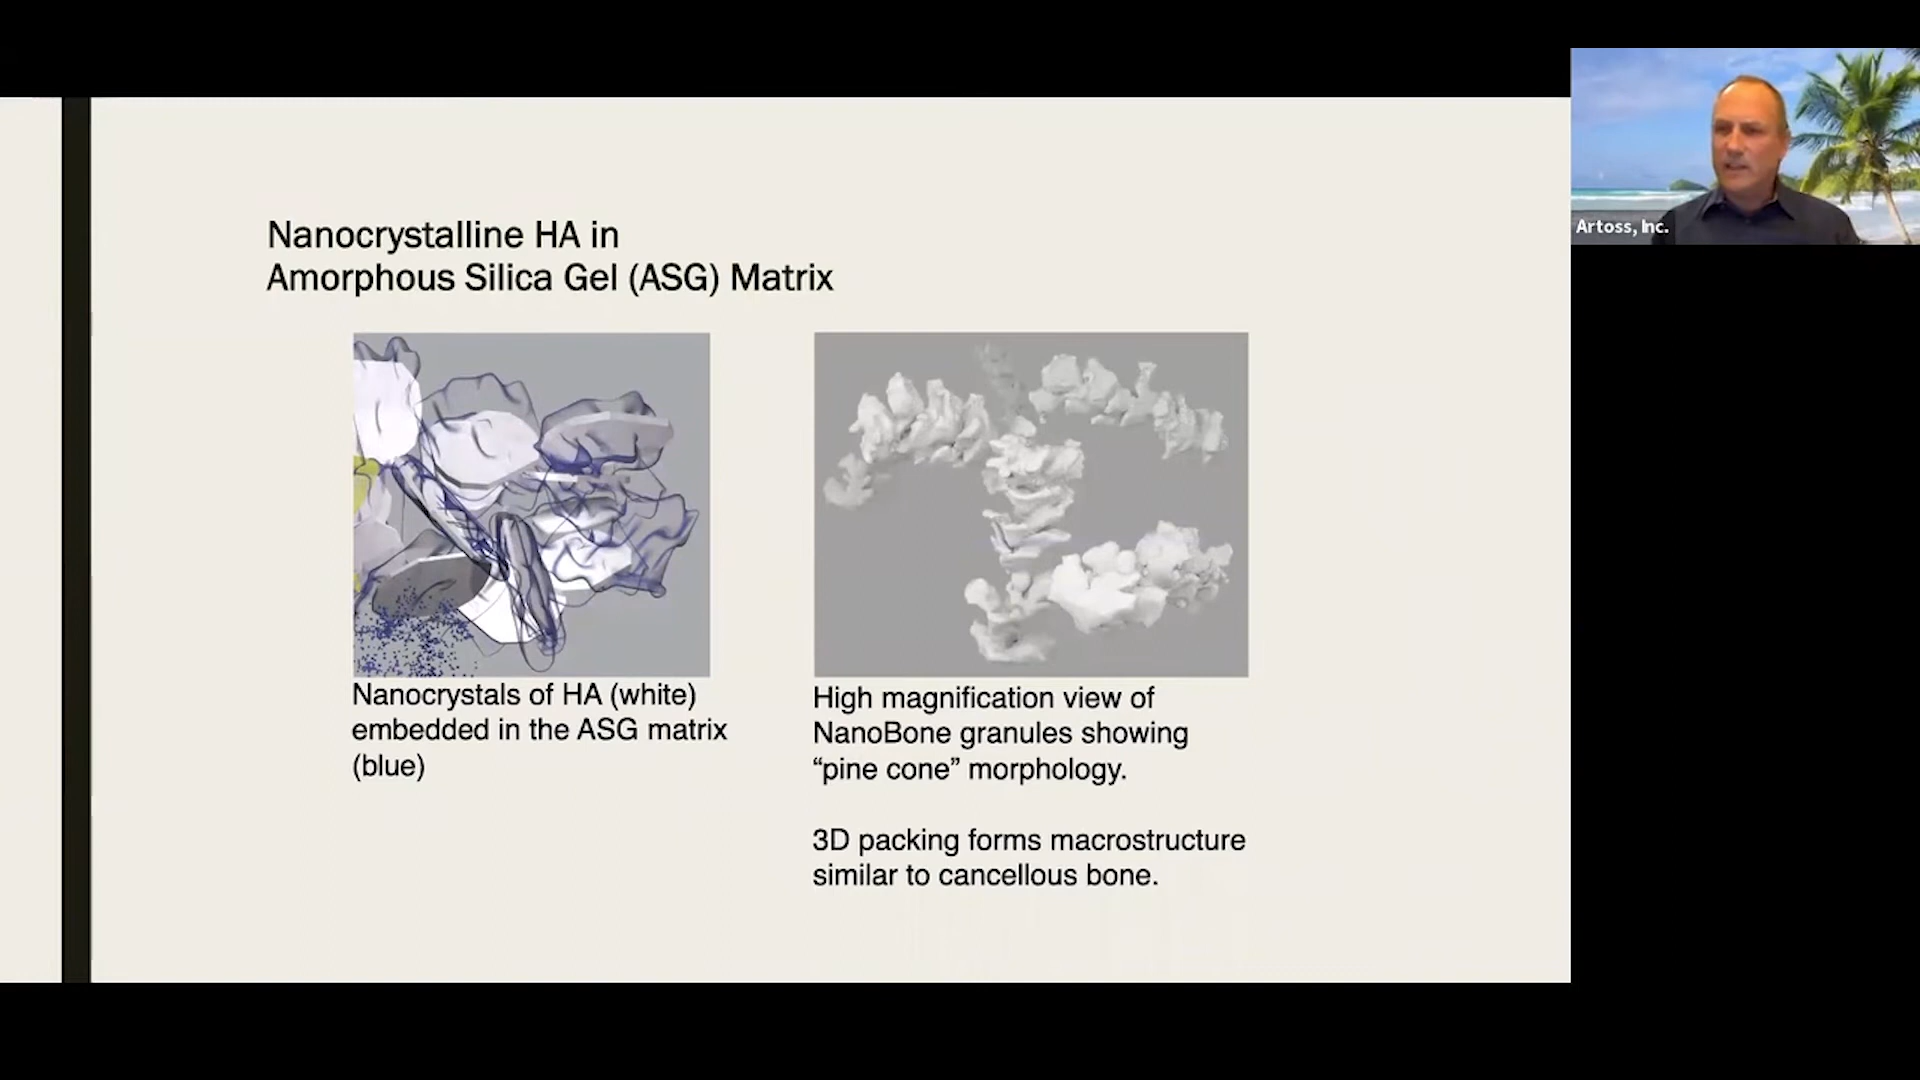 Nanocrystalline HA in
Amorphous Silica Gel (ASG) Matrix
Nanocrystals of HA (white)
embedded in the ASG matrix
(blue)
High magnification view of
NanoBone granules showing
“pine cone” morphology.
3D packing forms macrostructure
similar to cancellous bone.
Artoss, Inc.